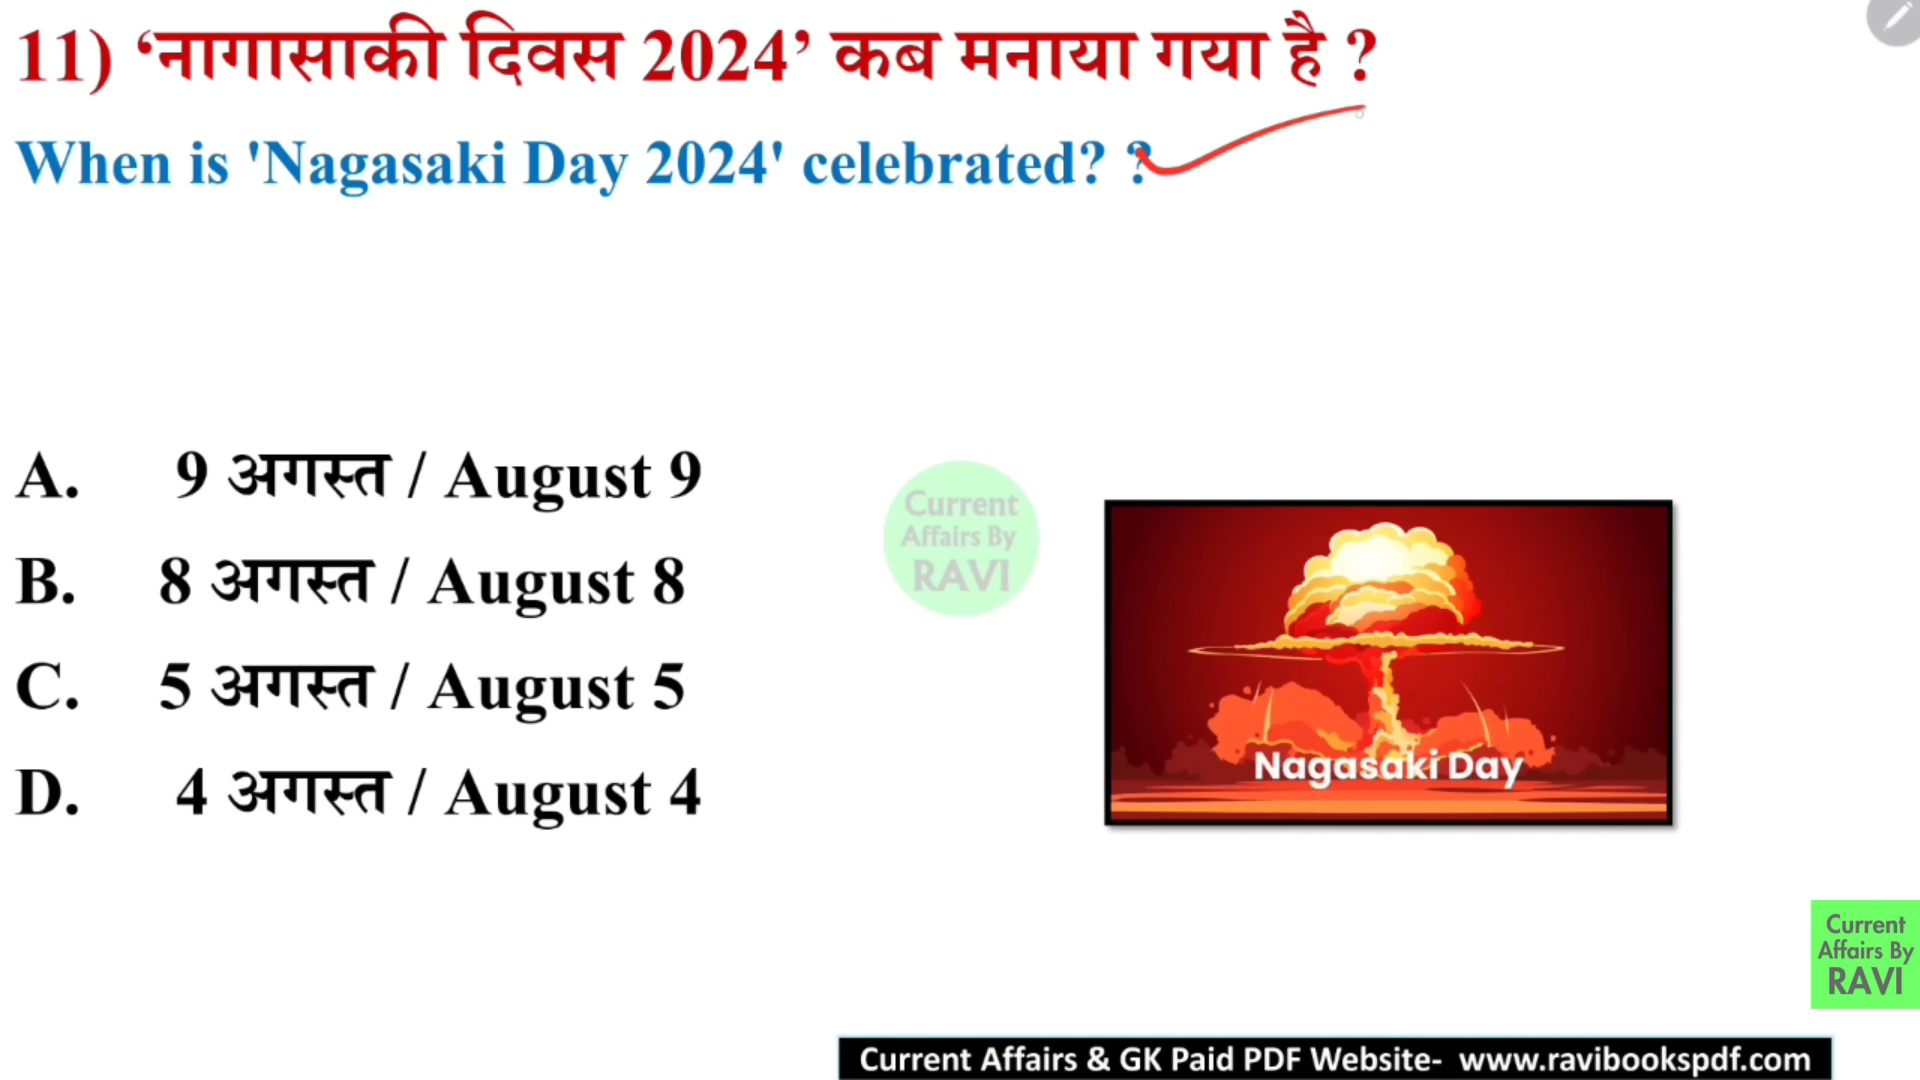 11) ‘नागासाकी दिवस 2024’ कब मनाया गया है ?
When is 'Nagasaki Day 2024' celebrated? ?
A. 9 अगस्त / August 9
B. 8 अगस्त / August 8
C. 5 अगस्त / August 5
D. 4 अगस्त / August 4
Current
Affairs By
RAVI
Nagasaki Day
Current
Affairs By
RAVI
Current Affairs & GK Paid PDF Website- www.ravibookspdf.com